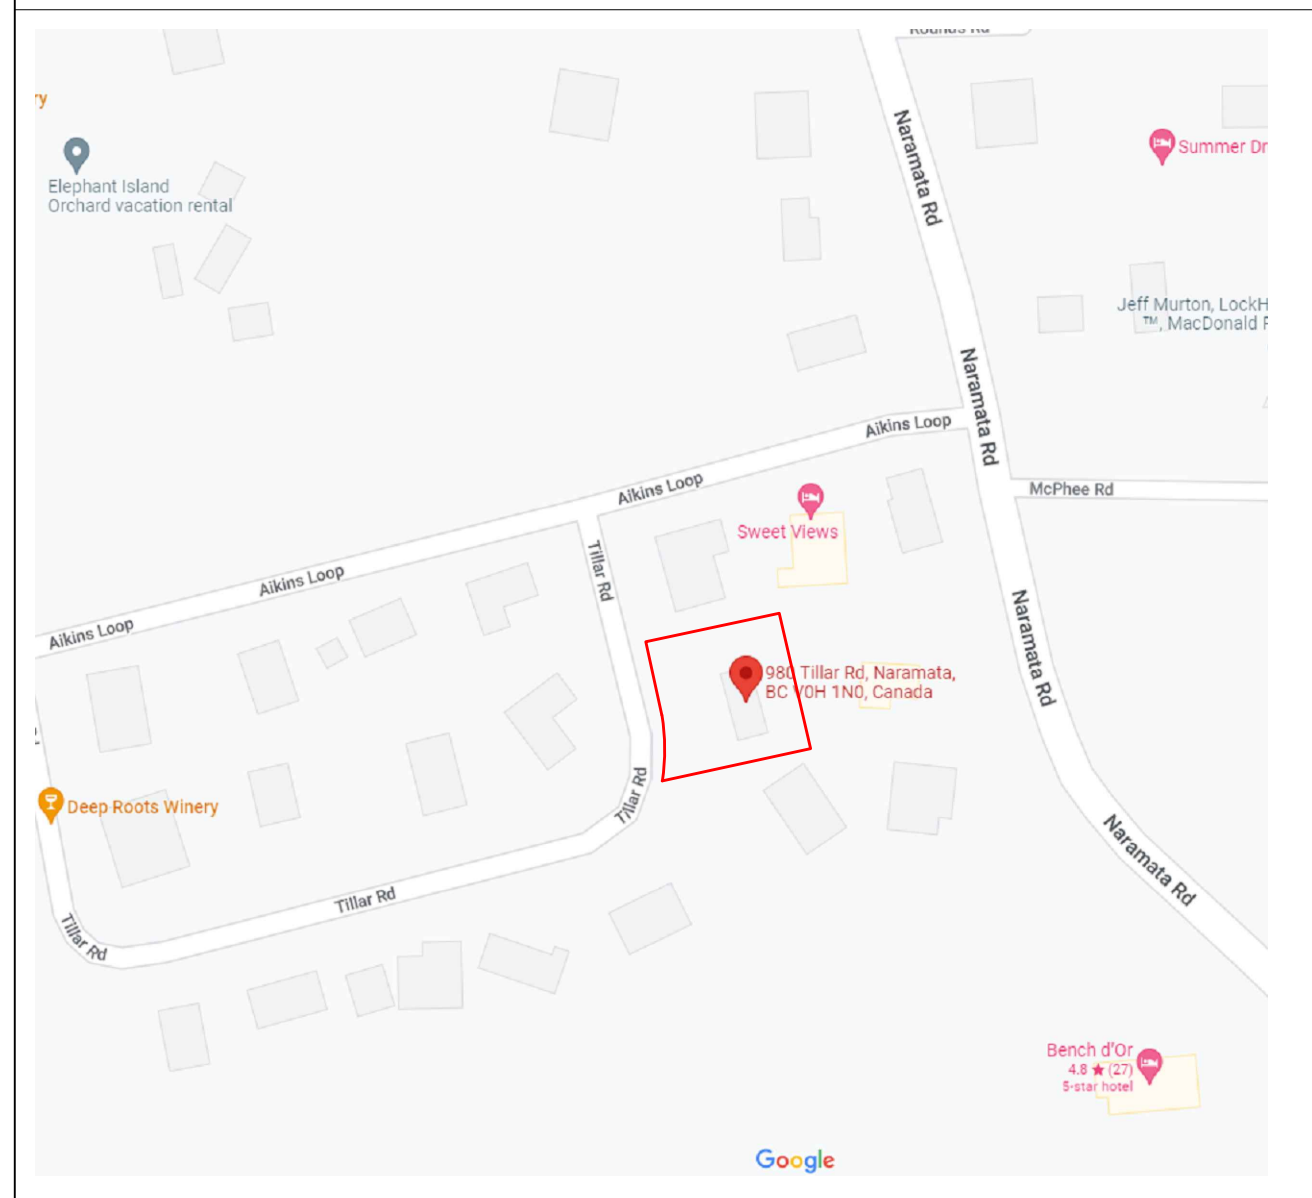 Naramata Rd
Summer Dr
Elephant Island
Orchard vacation rental
Jeff Murton, LockH
™, MacDonald
Naramata Rd
Aikins Loop
Aikins Loop
McPhee Rd
Sweet Views
Tillar Rd
Aikins Loop
Aikins Loop
Naramata Rd
980 Tillar Rd, Naramata,
BC V0H 1N0, Canada
Tillar Rd
Deep Roots Winery
Naramata Rd
Tillar Rd
Tillar Rd
Bench d'Or
4.8 ★ (27)
5-star hotel
Google